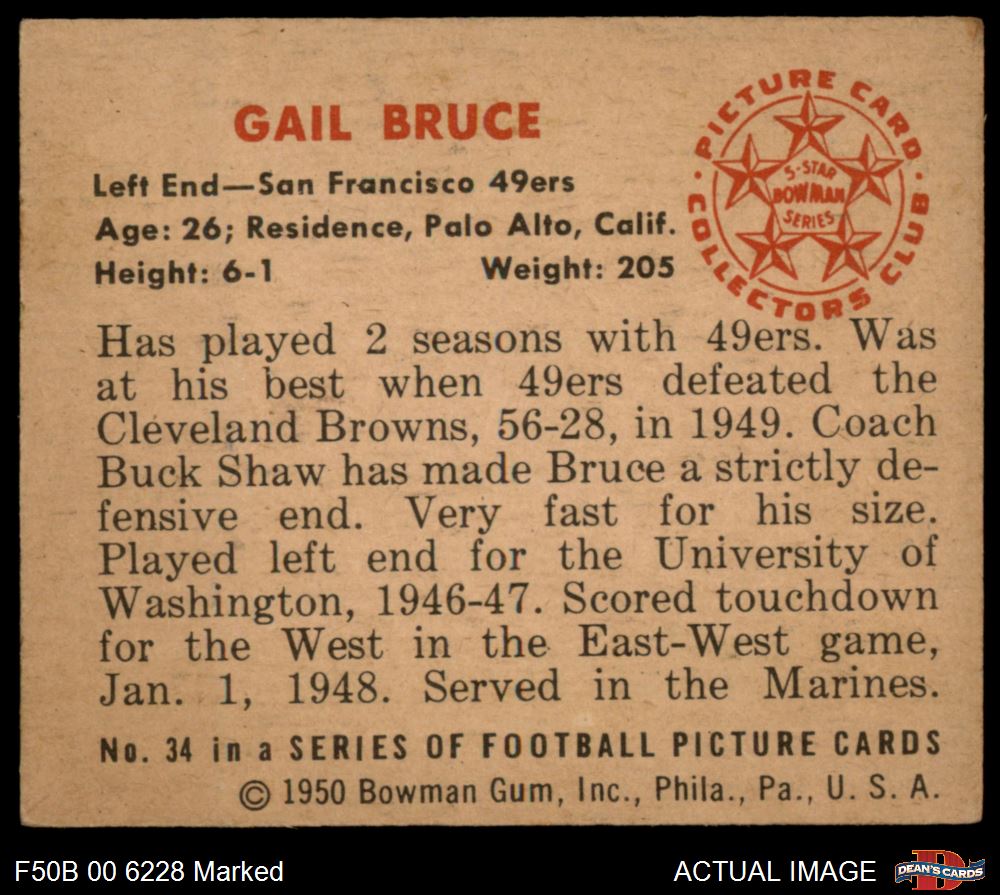 GAIL BRUCE
Left End—San Francisco 49ers
Age: 26; Residence, Palo Alto, Calif.
Height: 6-1 Weight: 205
PICTURE CARD COLLECTORS CLUB
5-STAR
BOWMAN
SERIES
Has played 2 seasons with 49ers. Was
at his best when 49ers defeated the
Cleveland Browns, 56-28, in 1949. Coach
Buck Shaw has made Bruce a strictly de-
fensive end. Very fast for his size.
Played left end for the University of
Washington, 1946-47. Scored touchdown
for the West in the East-West game,
Jan. 1, 1948. Served in the Marines.
No. 34 in a SERIES OF FOOTBALL PICTURE CARDS
© 1950 Bowman Gum, Inc., Phila., Pa., U. S. A.
F50B 00 6228 Marked
ACTUAL IMAGE
DEAN'S CARDS